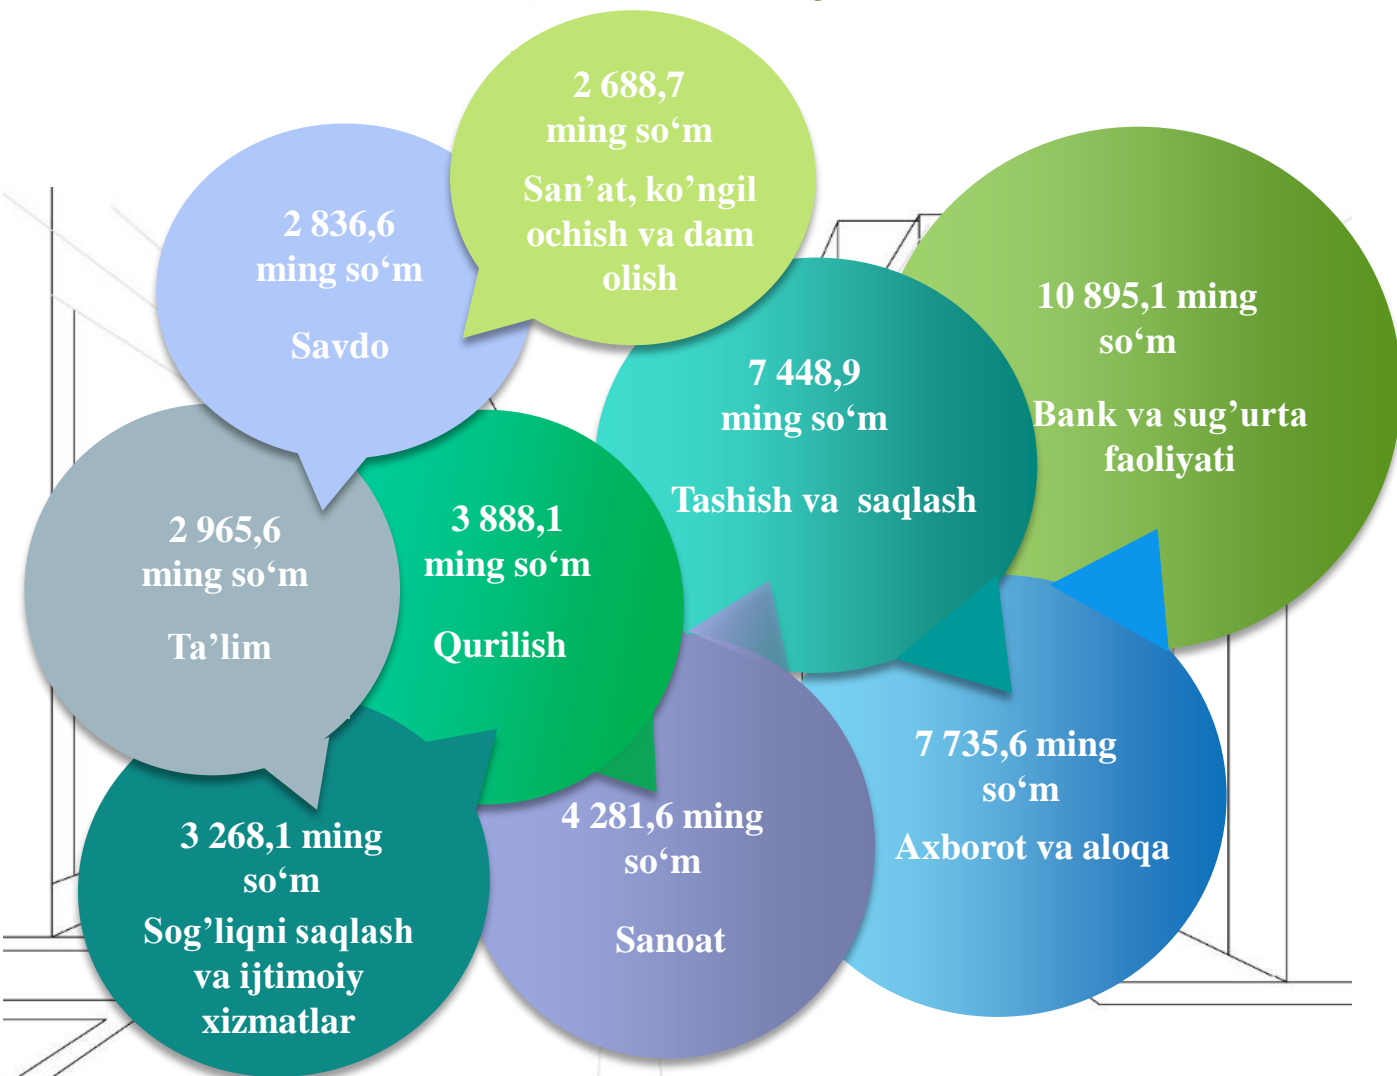 2 688,7
ming so‘m
San’at, ko’ngil
ochish va dam
olish
2 836,6
ming so‘m
Savdo
10 895,1 ming
so‘m
Bank va sug’urta
faoliyati
7 448,9
ming so‘m
Tashish va  saqlash
2 965,6
ming so‘m
Ta’lim
3 888,1
ming so‘m
Qurilish
7 735,6 ming
so‘m
Axborot va aloqa
4 281,6 ming
so‘m
Sanoat
3 268,1 ming
so‘m
Sog’liqni saqlash
va ijtimoiy
xizmatlar